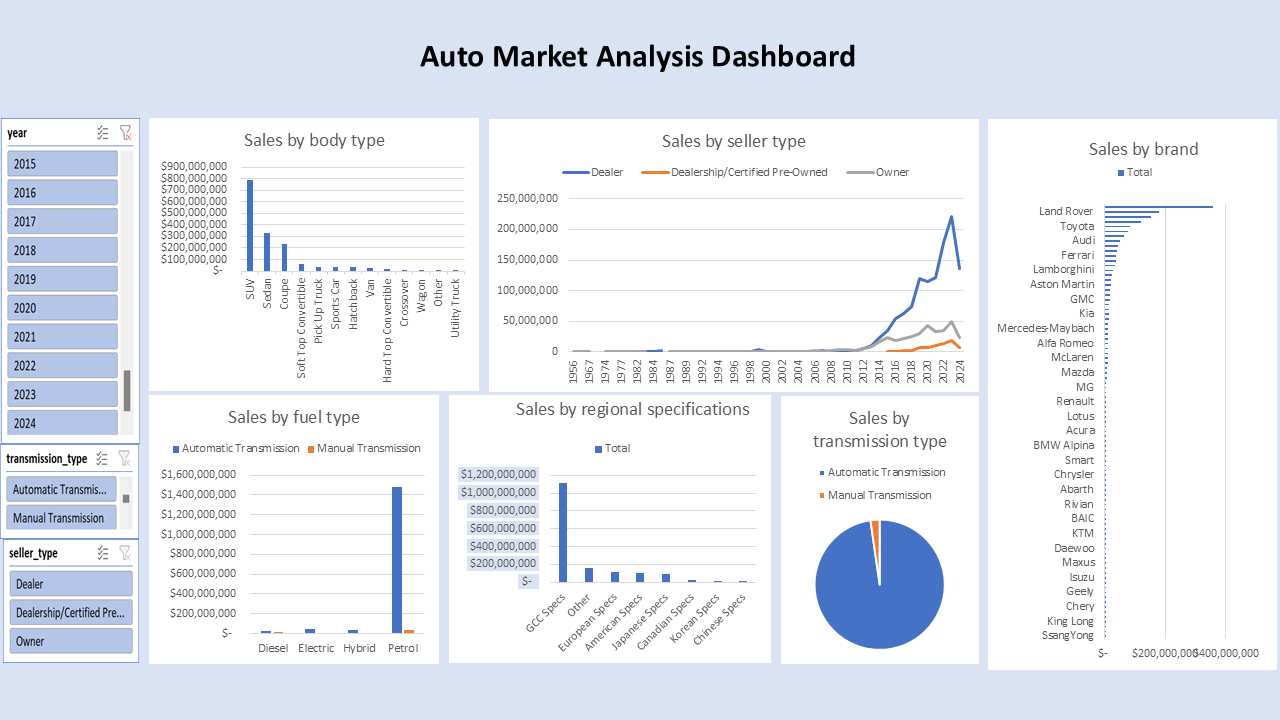 Auto Market Analysis Dashboard
year
2015
2016
2017
2018
2019
2020
2021
2022
2023
2024
transmission_type
Automatic Transmis...
Manual Transmission
seller_type
Dealer
Dealership/Certified Pre...
Owner
Sales by body type
$900,000,000
$800,000,000
$700,000,000
$600,000,000
$500,000,000
$400,000,000
$300,000,000
$200,000,000
$100,000,000
$-
SUV
Sedan
Coupe
Soft Top Convertible
Pick Up Truck
Sports Car
Hatchback
Van
Hard Top Convertible
Crossover
Wagon
Other
Utility Truck
Sales by seller type
Dealer Dealership/Certified Pre-Owned Owner
250,000,000
200,000,000
150,000,000
100,000,000
50,000,000
0
1956
1967
1974
1977
1982
1984
1987
1989
1992
1994
1996
1998
2000
2002
2004
2006
2008
2010
2012
2014
2016
2018
2020
2022
2024
Sales by fuel type
Automatic Transmission Manual Transmission
$1,600,000,000
$1,400,000,000
$1,200,000,000
$1,000,000,000
$800,000,000
$600,000,000
$400,000,000
$200,000,000
$-
Diesel Electric Hybrid Petrol
Sales by regional specifications
Total
$1,200,000,000
$1,000,000,000
$800,000,000
$600,000,000
$400,000,000
$200,000,000
$-
GCC Specs
Other
European Specs
American Specs
Japanese Specs
Canadian Specs
Korean Specs
Chinese Specs
Sales by
transmission type
Automatic Transmission
Manual Transmission
Sales by brand
Total
Land Rover
Toyota
Audi
Ferrari
Lamborghini
Aston Martin
GMC
Kia
Mercedes-Maybach
Alfa Romeo
McLaren
Mazda
MG
Renault
Lotus
Acura
BMW Alpina
Smart
Chrysler
Abarth
Rivian
BAIC
KTM
Daewoo
Maxus
Isuzu
Geely
Chery
King Long
SsangYong
$- $200,000,000 $400,000,000